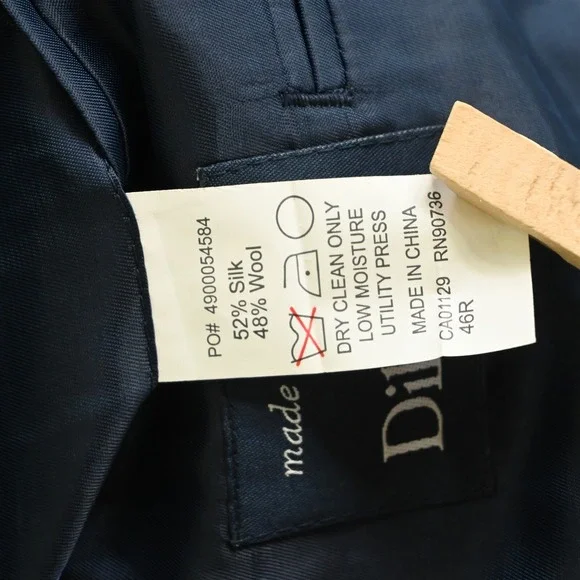 PO# 4900054584
52% Silk
48% Wool
DRY CLEAN ONLY
LOW MOISTURE
UTILITY PRESS
MADE IN CHINA
CA01129 RN90736
46R
made